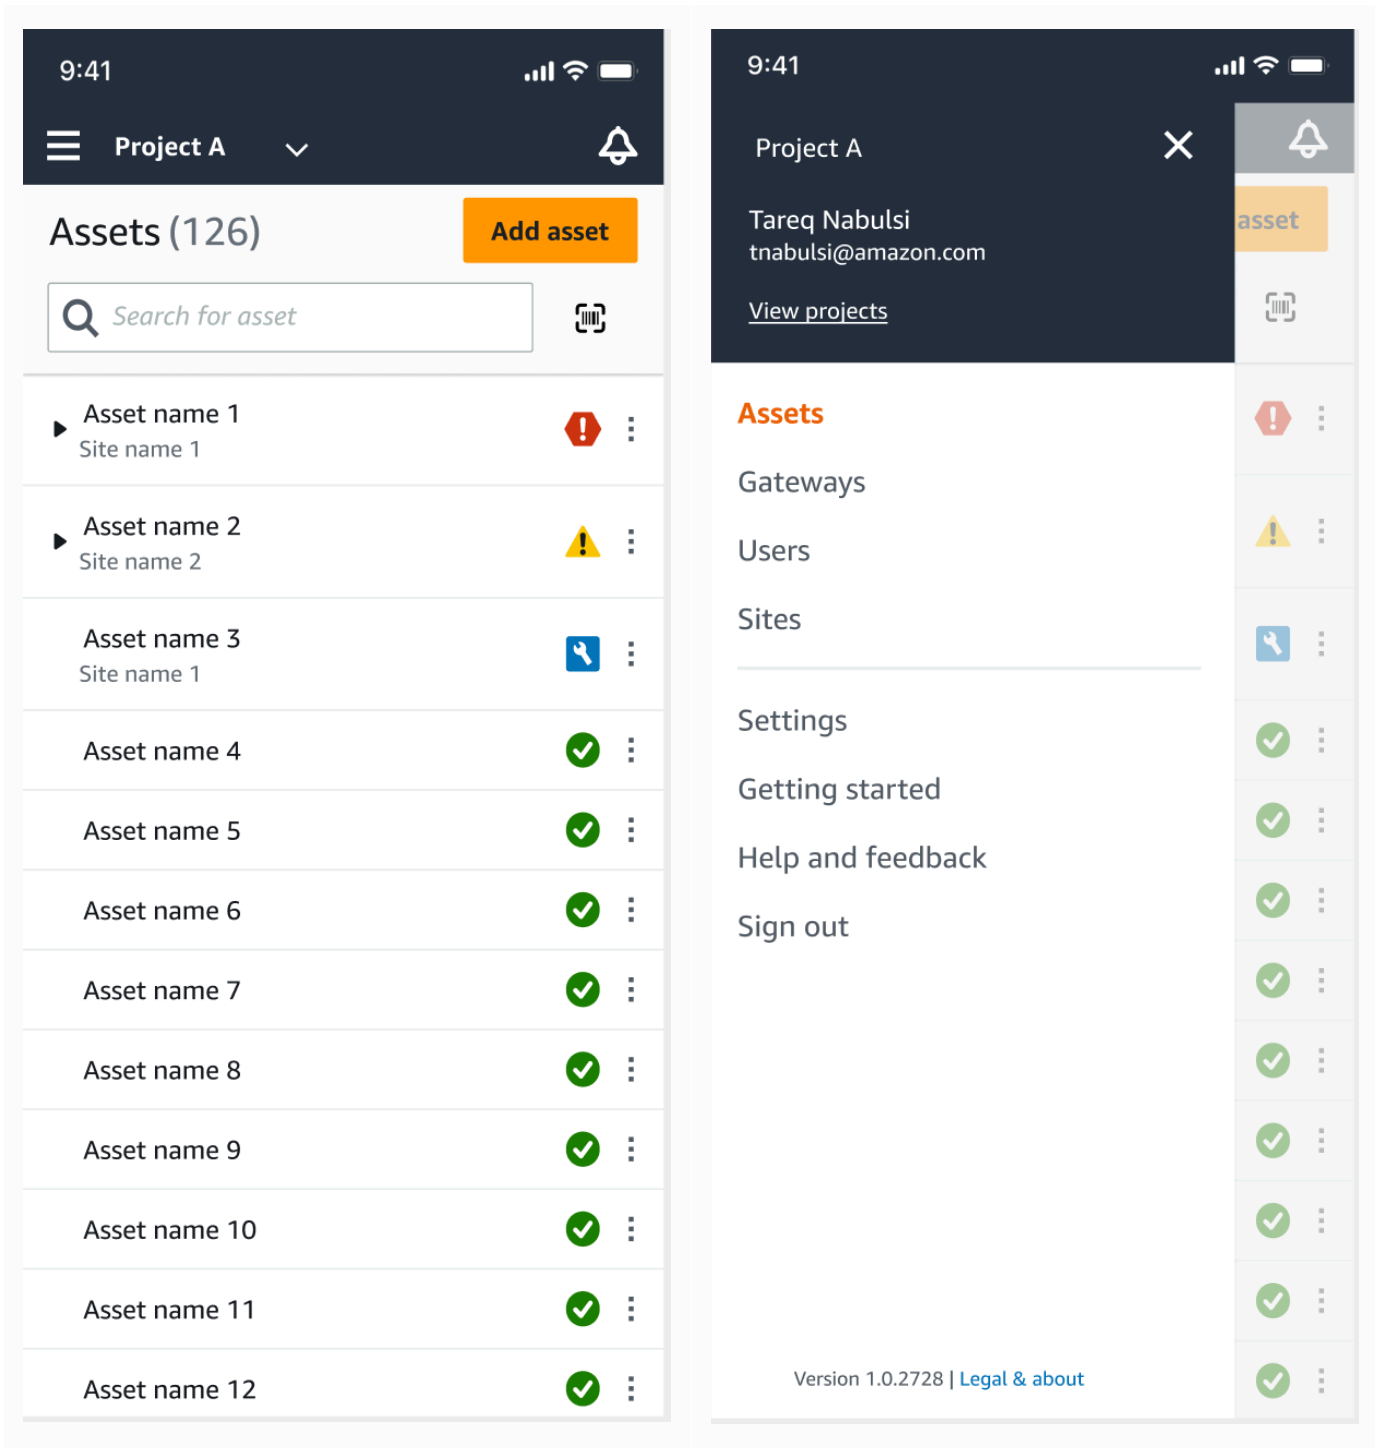 9:41
Project A
Assets (126)
Add asset
Search for asset
Asset name 1
Site name 1
Asset name 2
Site name 2
Asset name 3
Site name 1
Asset name 4
Asset name 5
Asset name 6
Asset name 7
Asset name 8
Asset name 9
Asset name 10
Asset name 11
Asset name 12
9:41
Project A
Tareq Nabulsi
tnabulsi@amazon.com
View projects
asset
Assets
Gateways
Users
Sites
Settings
Getting started
Help and feedback
Sign out
Version 1.0.2728 | Legal & about